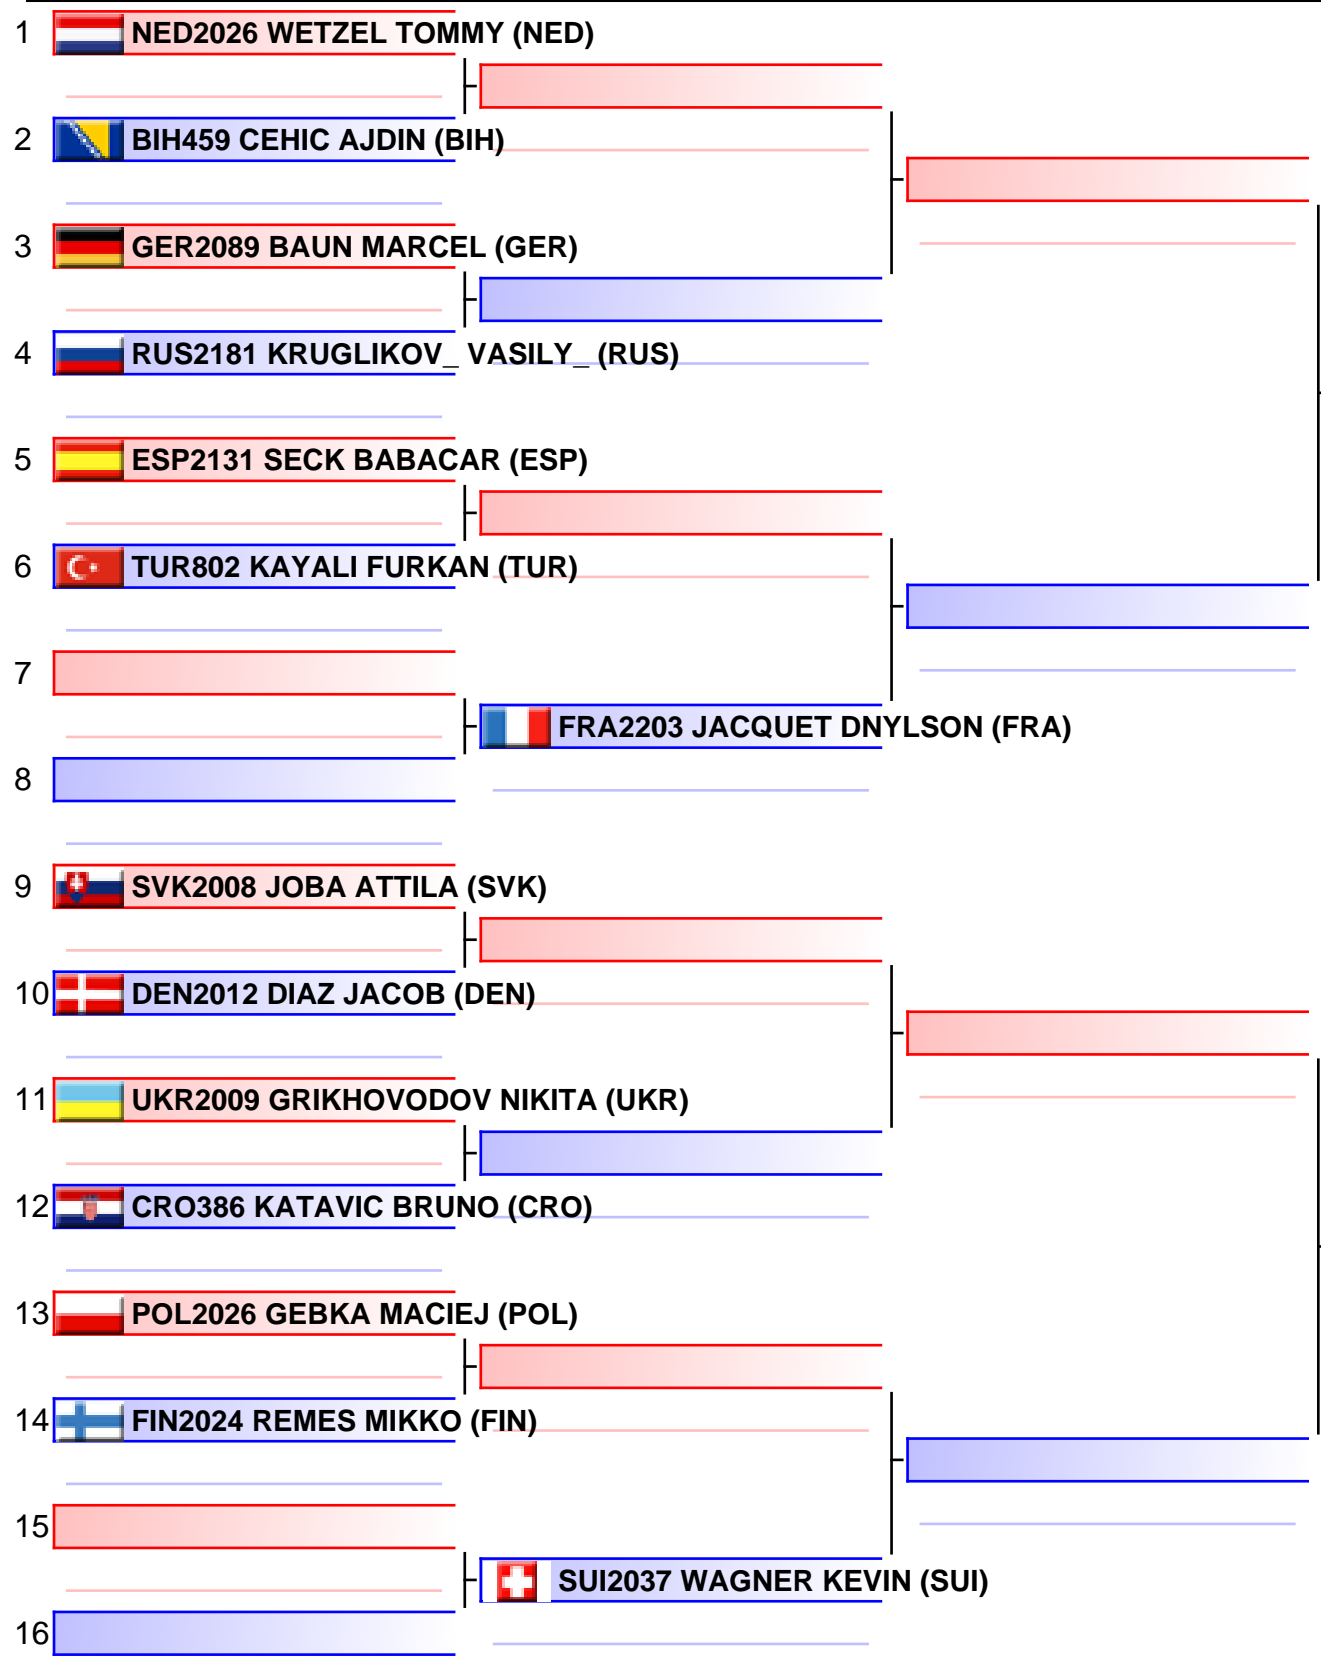 1 NED2026 WETZEL TOMMY (NED)
2 BIH459 CEHIC AJDIN (BIH)
3 GER2089 BAUN MARCEL (GER)
4 RUS2181 KRUGLIKOV_ VASILY_ (RUS)
5 ESP2131 SECK BABACAR (ESP)
6 TUR802 KAYALI FURKAN (TUR)
7
FRA2203 JACQUET DNYLSON (FRA)
8
9 SVK2008 JOBA ATTILA (SVK)
10 DEN2012 DIAZ JACOB (DEN)
11 UKR2009 GRIKHOVODOV NIKITA (UKR)
12 CRO386 KATAVIC BRUNO (CRO)
13 POL2026 GEBKA MACIEJ (POL)
14 FIN2024 REMES MIKKO (FIN)
15
SUI2037 WAGNER KEVIN (SUI)
16